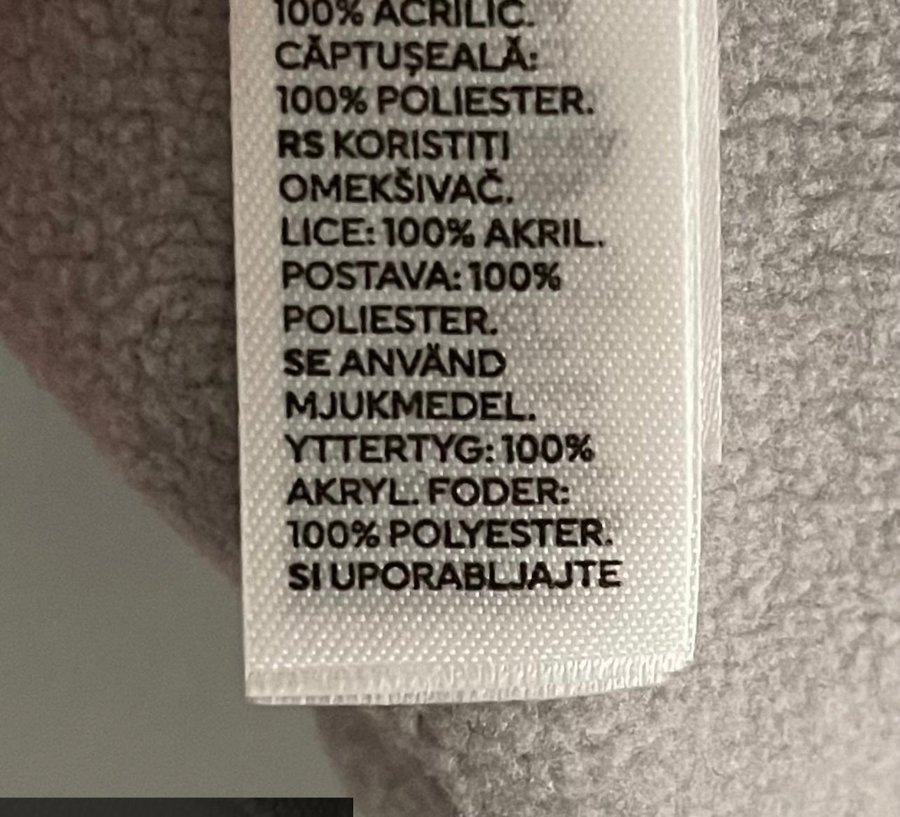 100% ACRILIC.
CĂPTUȘEALĂ:
100% POLIESTER.
RS KORISTITI
OMEKŠIVAČ.
LICE: 100% AKRIL.
POSTAVA: 100%
POLIESTER.
SE ANVÄND
MJUKMEDEL.
YTTERTYG: 100%
AKRYL. FODER:
100% POLYESTER.
SI UPORABLJAJTE